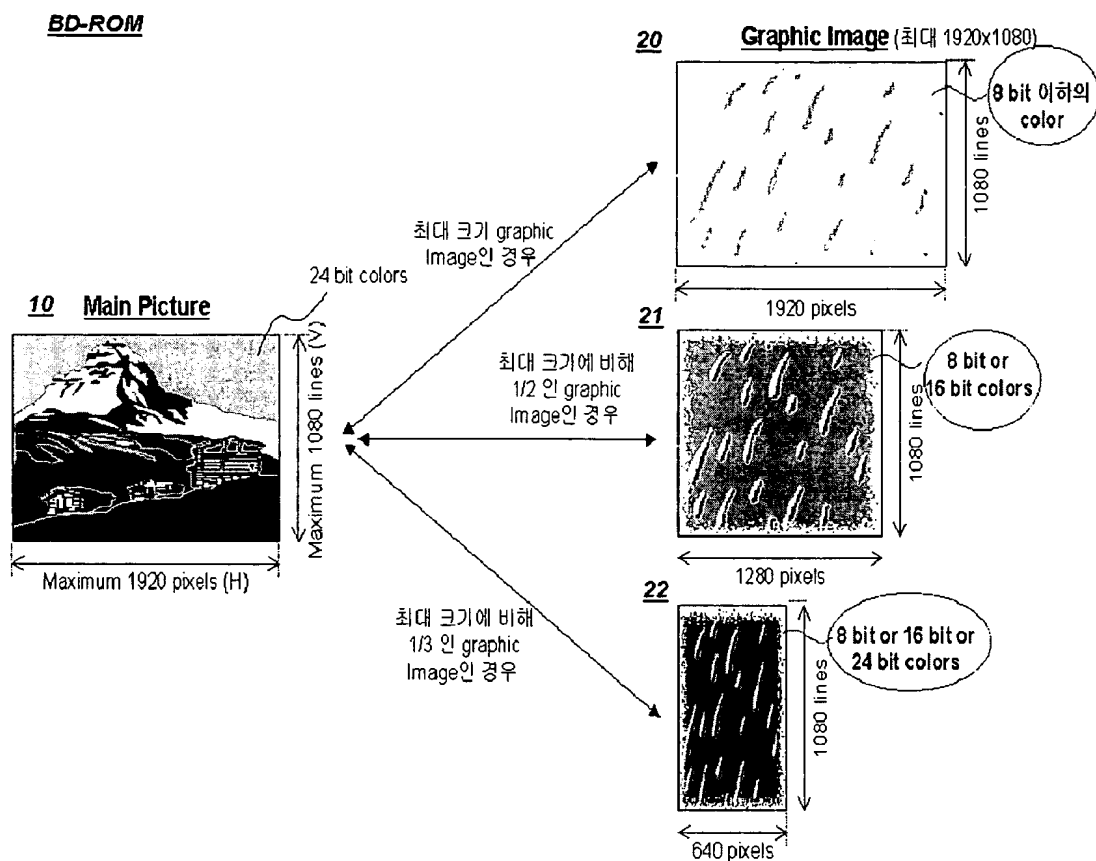 BD-ROM
20 Graphic Image (최대 1920x1080)
8 bit 이하의
color
1080 lines
1920 pixels
최대 크기 graphic
Image인 경우
24 bit colors
10 Main Picture
Maximum 1080 lines (V)
Maximum 1920 pixels (H)
21
최대 크기에 비해
1/2 인 graphic
Image인 경우
8 bit or
16 bit colors
1080 lines
1280 pixels
22
최대 크기에 비해
1/3 인 graphic
Image인 경우
8 bit or 16 bit or
24 bit colors
1080 lines
640 pixels